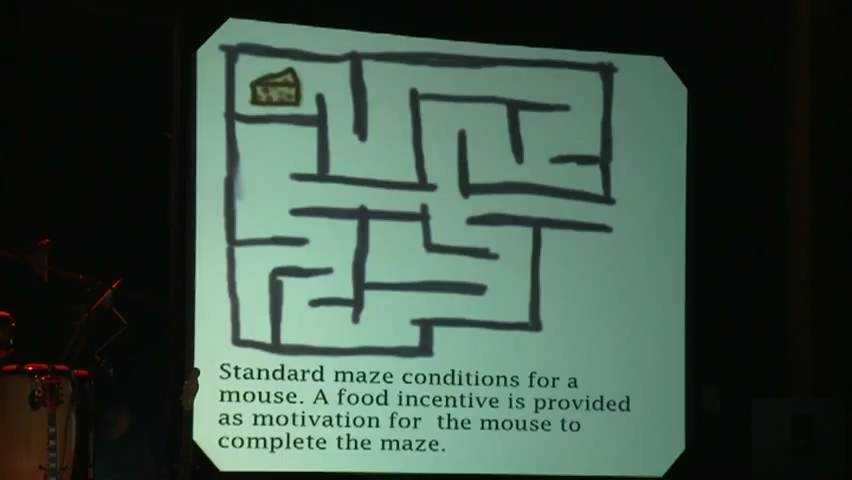 Standard maze conditions for a
mouse. A food incentive is provided
as motivation for the mouse to
complete the maze.